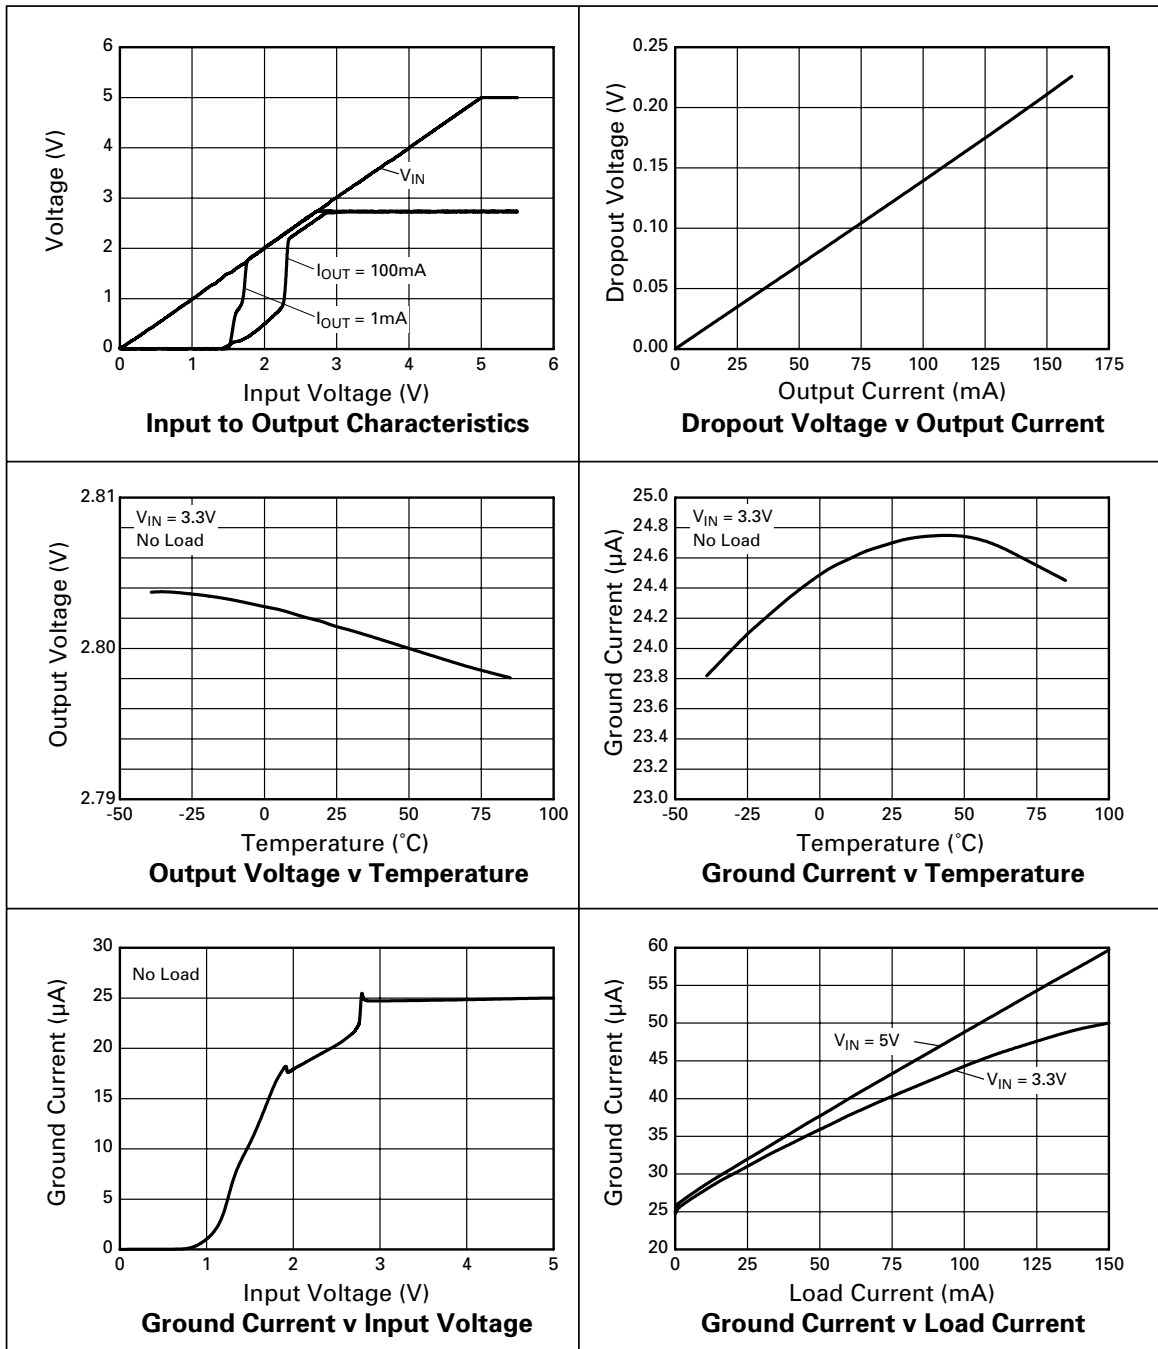 6
5
4
3
2
1
0
Voltage (V)
V_IN
I_OUT = 100mA
I_OUT = 1mA
0 1 2 3 4 5 6
Input Voltage (V)
Input to Output Characteristics
0.25
0.20
0.15
0.10
0.05
0.00
Dropout Voltage (V)
0 25 50 75 100 125 150 175
Output Current (mA)
Dropout Voltage v Output Current
2.81
2.80
2.79
Output Voltage (V)
V_IN = 3.3V
No Load
-50 -25 0 25 50 75 100
Temperature (˚C)
Output Voltage v Temperature
25.0
24.8
24.6
24.4
24.2
24.0
23.8
23.6
23.4
23.2
23.0
Ground Current (µA)
V_IN = 3.3V
No Load
-50 -25 0 25 50 75 100
Temperature (˚C)
Ground Current v Temperature
30
25
20
15
10
5
0
Ground Current (µA)
No Load
0 1 2 3 4 5
Input Voltage (V)
Ground Current v Input Voltage
60
55
50
45
40
35
30
25
20
Ground Current (µA)
V_IN = 5V
V_IN = 3.3V
0 25 50 75 100 125 150
Load Current (mA)
Ground Current v Load Current